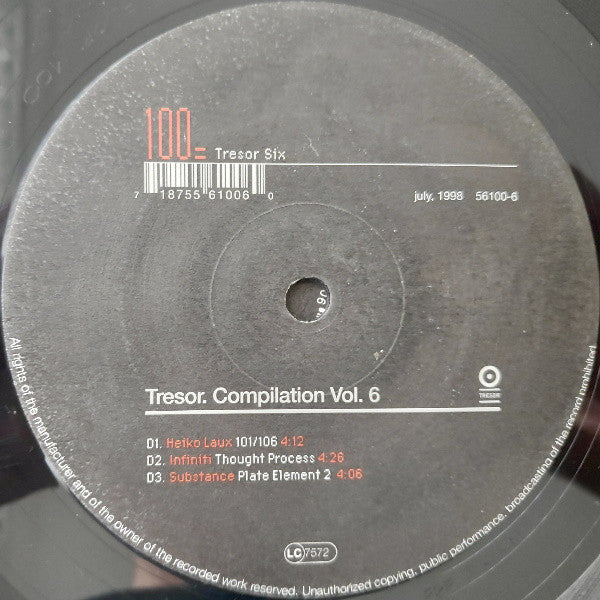 100= Tresor Six
7 18755 61006 0
july, 1998 56100-6
TRESOR
Tresor. Compilation Vol. 6
D1. Heiko Laux 101/106 4:12
D2. Infiniti Thought Process 4:26
D3. Substance Plate Element 2 4:06
LC 7572
All rights of the manufacturer and of the owner of the recorded work reserved. Unauthorized copying, public performance, broadcasting of the record prohibited.